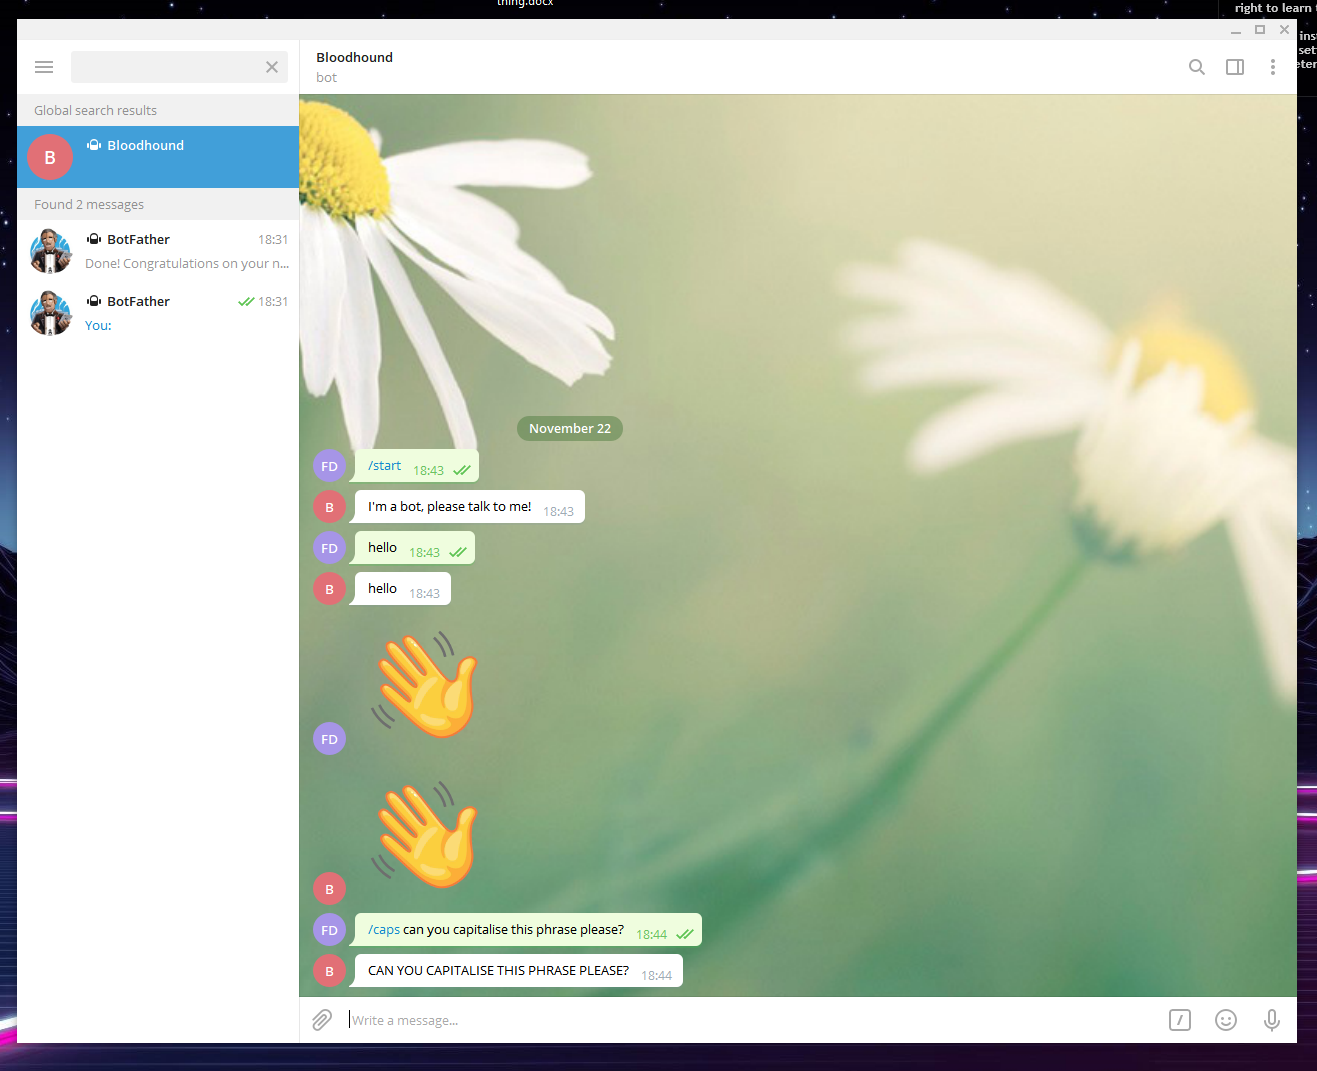 thing.docx
right to learn
Bloodhound
bot
Global search results
B
Bloodhound
Found 2 messages
BotFather
18:31
Done! Congratulations on your n...
BotFather
18:31
You:
November 22
FD
/start
18:43
B
I'm a bot, please talk to me!
18:43
FD
hello
18:43
B
hello
18:43
FD
B
FD
/caps can you capitalise this phrase please?
18:44
B
CAN YOU CAPITALISE THIS PHRASE PLEASE?
18:44
Write a message...